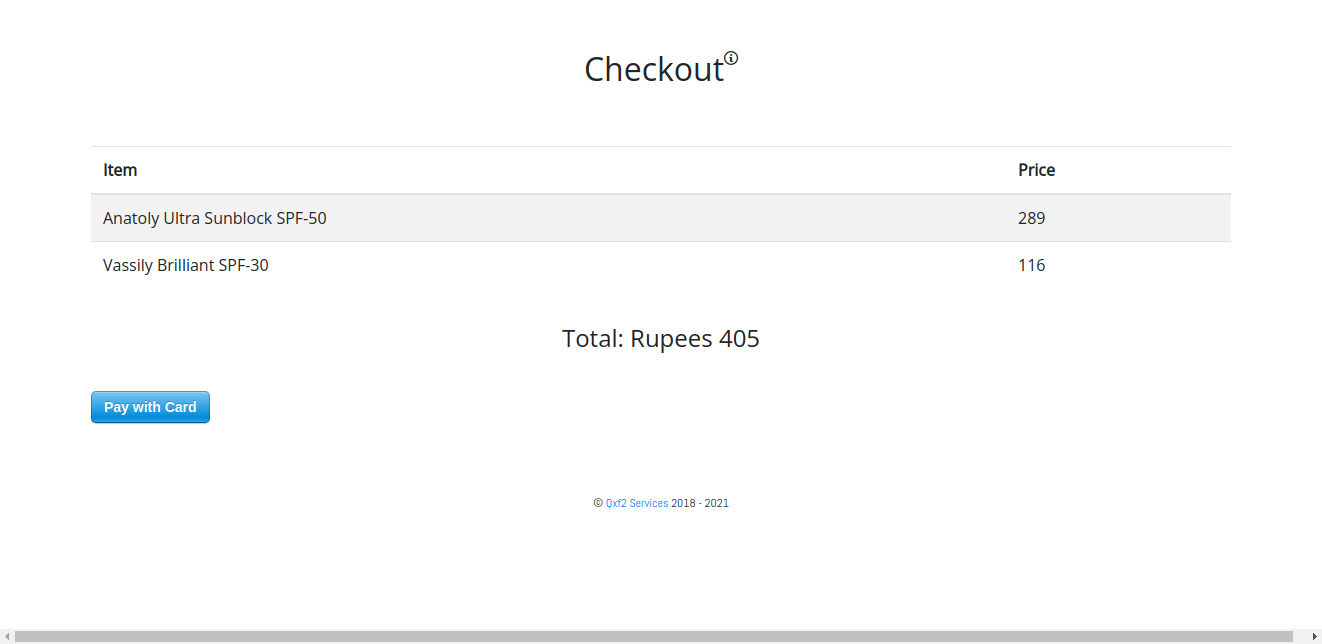 Checkout
Item Price
Anatoly Ultra Sunblock SPF-50 289
Vassily Brilliant SPF-30 116
Total: Rupees 405
Pay with Card
© Qxf2 Services 2018 - 2021